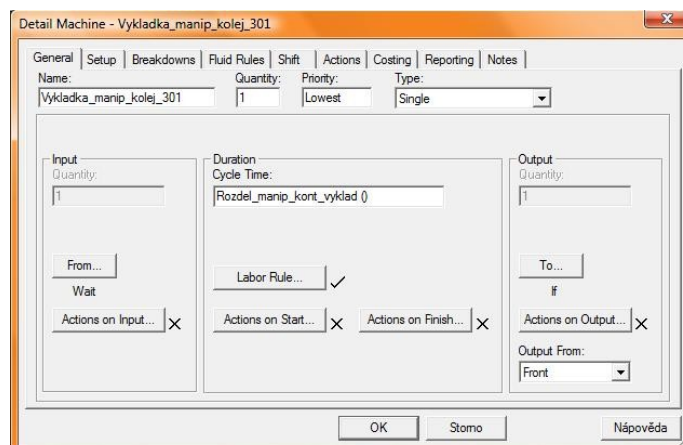 Detail Machine - Vykladka_manip_kolej_301
General Setup Breakdowns Fluid Rules Shift Actions Costing Reporting Notes
Name: Quantity: Priority: Type:
Vykladka_manip_kolej_301 1 Lowest Single
Input
Quantity:
1
From...
Wait
Actions on Input...
Duration
Cycle Time:
Rozdel_manip_kont_vyklad ()
Labor Rule...
Actions on Start... Actions on Finish...
Output
Quantity:
1
To...
If
Actions on Output...
Output From:
Front
OK Storno Nápověda